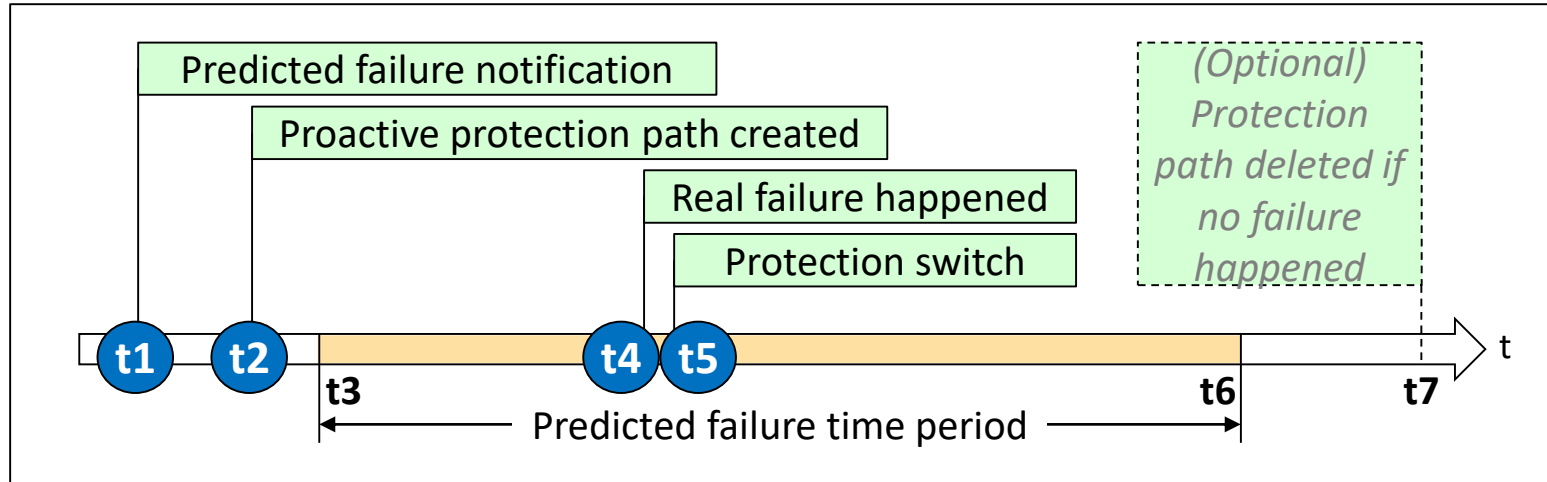 Predicted failure notification
Proactive protection path created
Real failure happened
Protection switch
(Optional)
Protection
path deleted if
no failure
happened
t1
t2
t4
t5
t
t3
t6
t7
Predicted failure time period